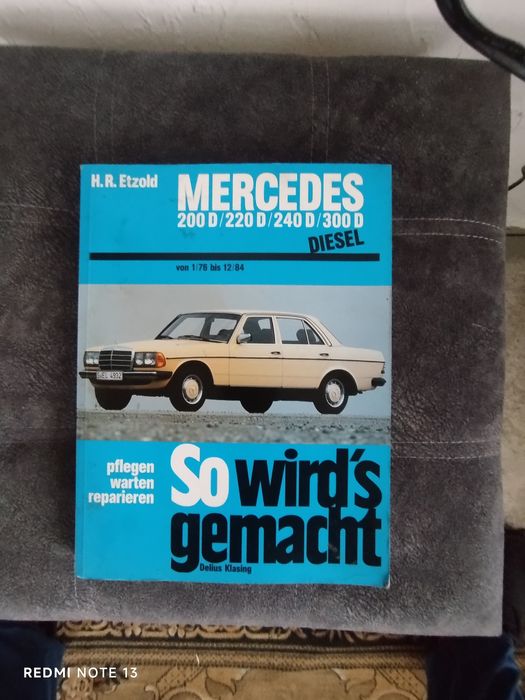 H.R. Etzold
MERCEDES
200 D/220 D/240 D/300 D
DIESEL
von 1/76 bis 12/84
pflegen
warten
reparieren
So wird's
gemacht
Delius Klasing
REDMI NOTE 13